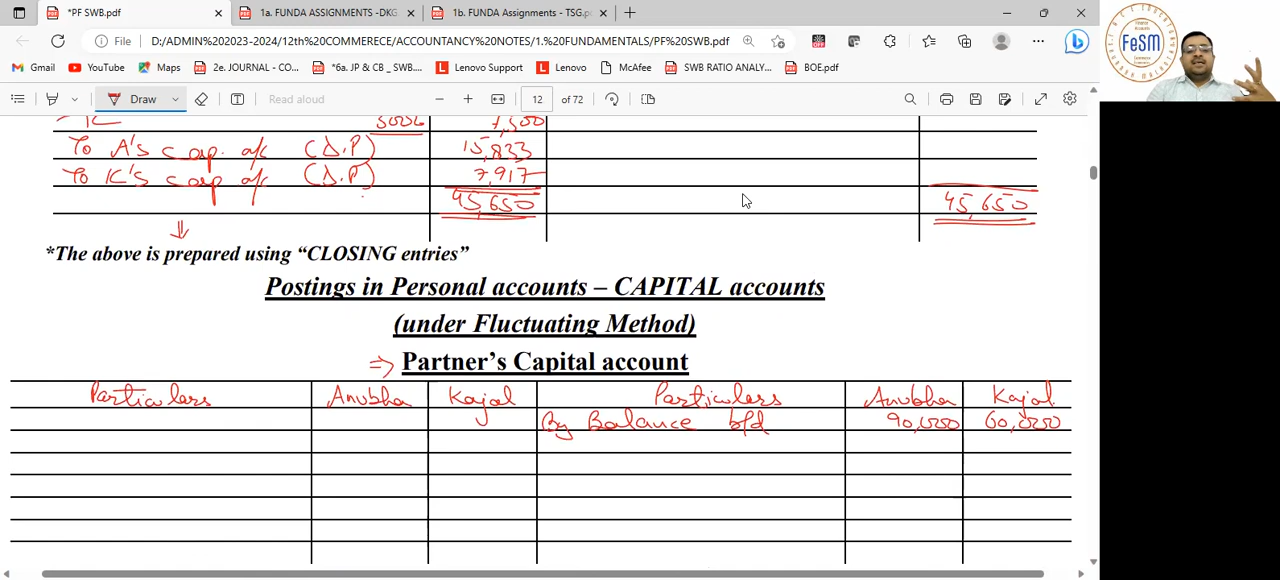 *PF SWB.pdf
1a. FUNDA ASSIGNMENTS -DKG
1b. FUNDA Assignments - TSG.p
File
D:/ADMIN%202023-2024/12th%20COMMERECE/ACCOUNTANCE%20NOTES/1.%20FUNDAMENTALS/PF%20SWB.pdf
OFF
Gmail
YouTube
Maps
2e. JOURNAL - CO...
*6a. JP & CB _ SWB....
Lenovo Support
Lenovo
McAfee
SWB RATIO ANALY...
BOE.pdf
Draw
Read aloud
12
of 72
FeSM
7,500
To A's cap. a/c (D.P) 15,833
To K's cap a/c (D.P) 7,917
45,650 45,650
*The above is prepared using “CLOSING entries”
Postings in Personal accounts – CAPITAL accounts
(under Fluctuating Method)
⇒ Partner’s Capital account
Particulars Anubha Kajal Particulars Anubha Kajal
By Balance b/d 90,000 60,000